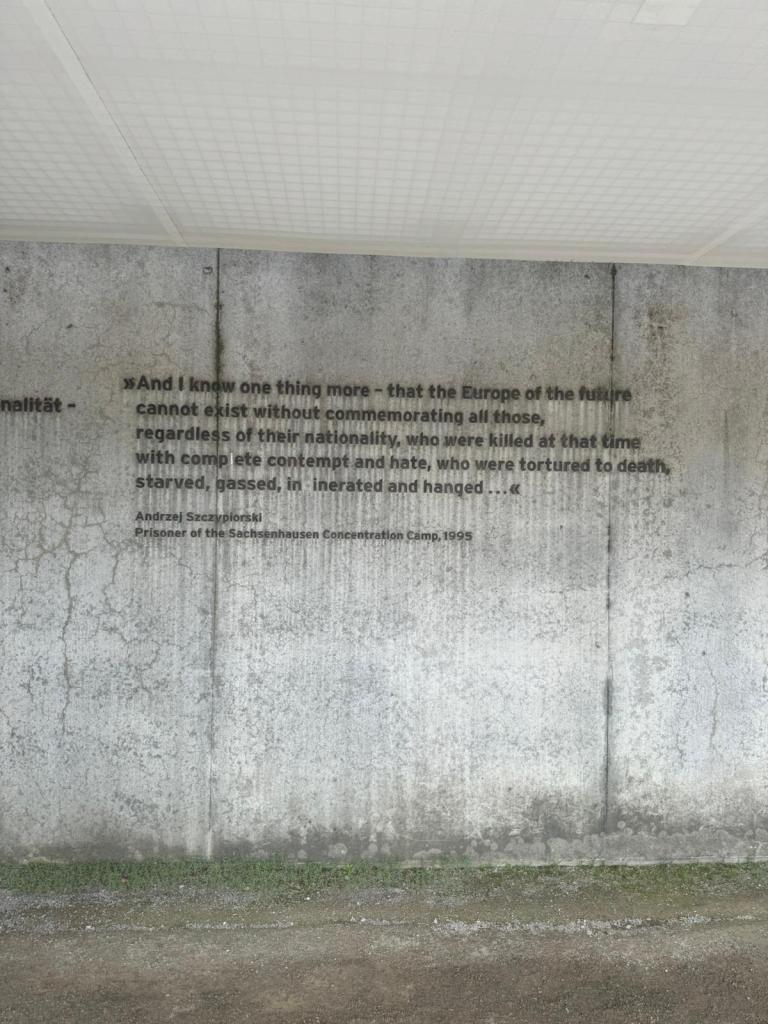 nalität –
»And I know one thing more – that the Europe of the future
cannot exist without commemorating all those,
regardless of their nationality, who were killed at that time
with complete contempt and hate, who were tortured to death,
starved, gassed, in inerated and hanged ...«
Andrzej Szczypiorski
Prisoner of the Sachsenhausen Concentration Camp, 1995